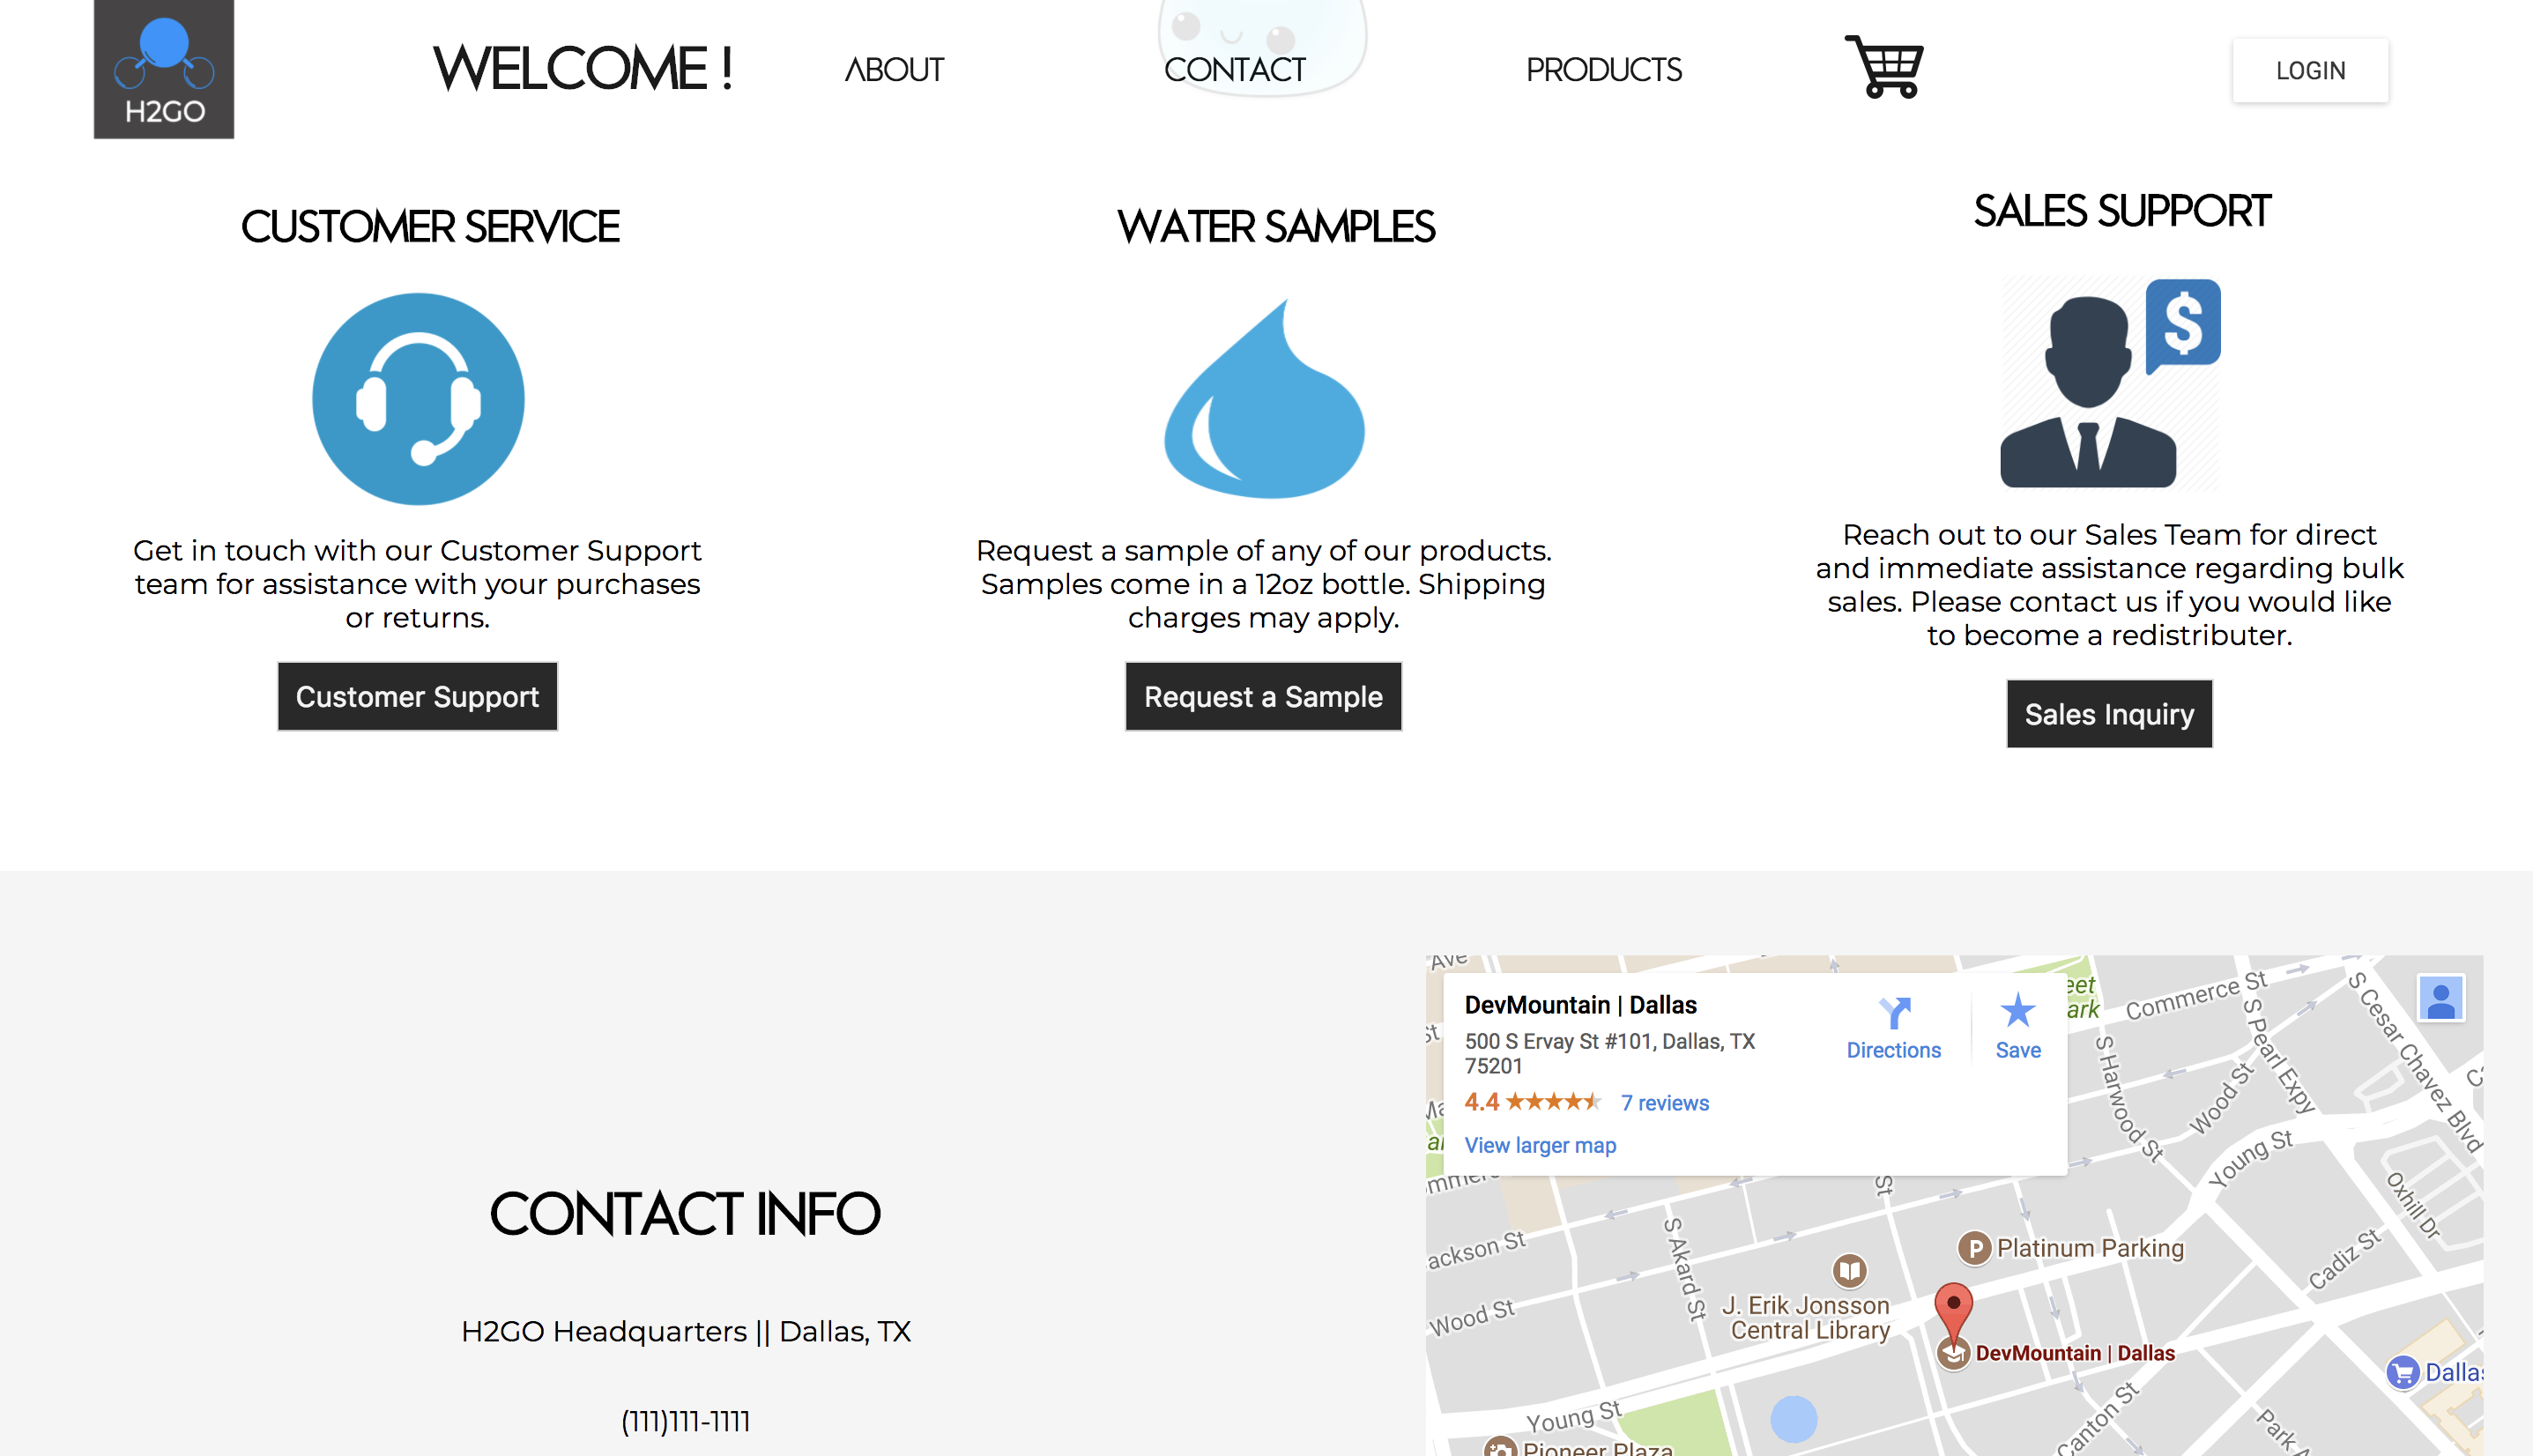 H2GO
WELCOME !
ABOUT
CONTACT
PRODUCTS
LOGIN
CUSTOMER SERVICE
Get in touch with our Customer Support
team for assistance with your purchases
or returns.
Customer Support
WATER SAMPLES
Request a sample of any of our products.
Samples come in a 12oz bottle. Shipping
charges may apply.
Request a Sample
SALES SUPPORT
$
Reach out to our Sales Team for direct
and immediate assistance regarding bulk
sales. Please contact us if you would like
to become a redistributer.
Sales Inquiry
CONTACT INFO
H2GO Headquarters || Dallas, TX
(111)111-1111
DevMountain | Dallas
500 S Ervay St #101, Dallas, TX
75201
4.4
7 reviews
View larger map
Directions
Save
Ave
St
eet
ark
Commerce St
S Pearl Expy
S Cesar Chavez Blvd
S Harwood St
Wood St
Young St
Oxhill Dr
Cadiz St
St
ackson St
S Akard St
Wood St
P
Platinum Parking
J. Erik Jonsson
Central Library
DevMountain | Dallas
Dallas
Young St
Canton St
Park A
Pioneer Plaza